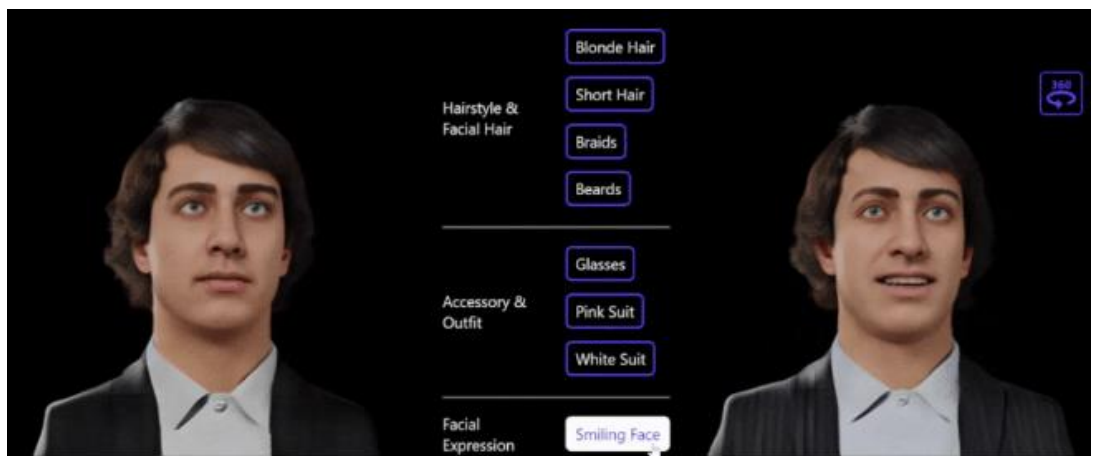 Hairstyle &
Facial Hair
Blonde Hair
Short Hair
Braids
Beards
Accessory &
Outfit
Glasses
Pink Suit
White Suit
Facial
Expression
Smiling Face
360